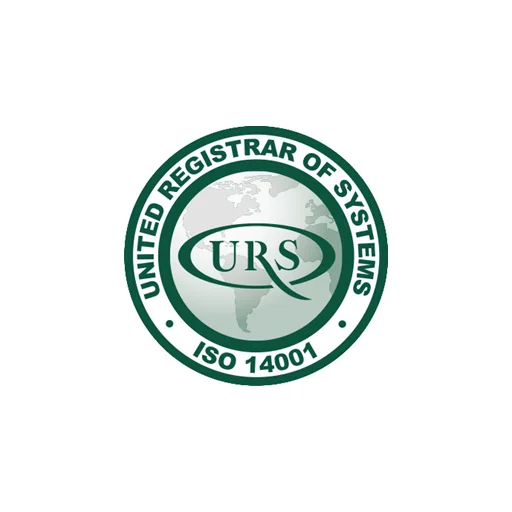 UNITED REGISTRAR OF SYSTEMS
URS
ISO 14001